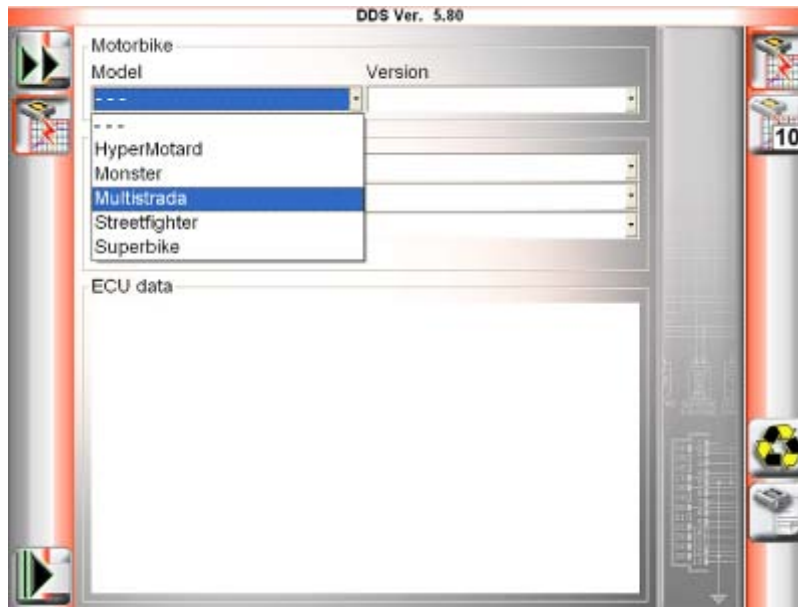 DDS Ver. 5.80
Motorbike
Model Version
- - -
- - -
HyperMotard
Monster
Multistrada
Streetfighter
Superbike
ECU data
10